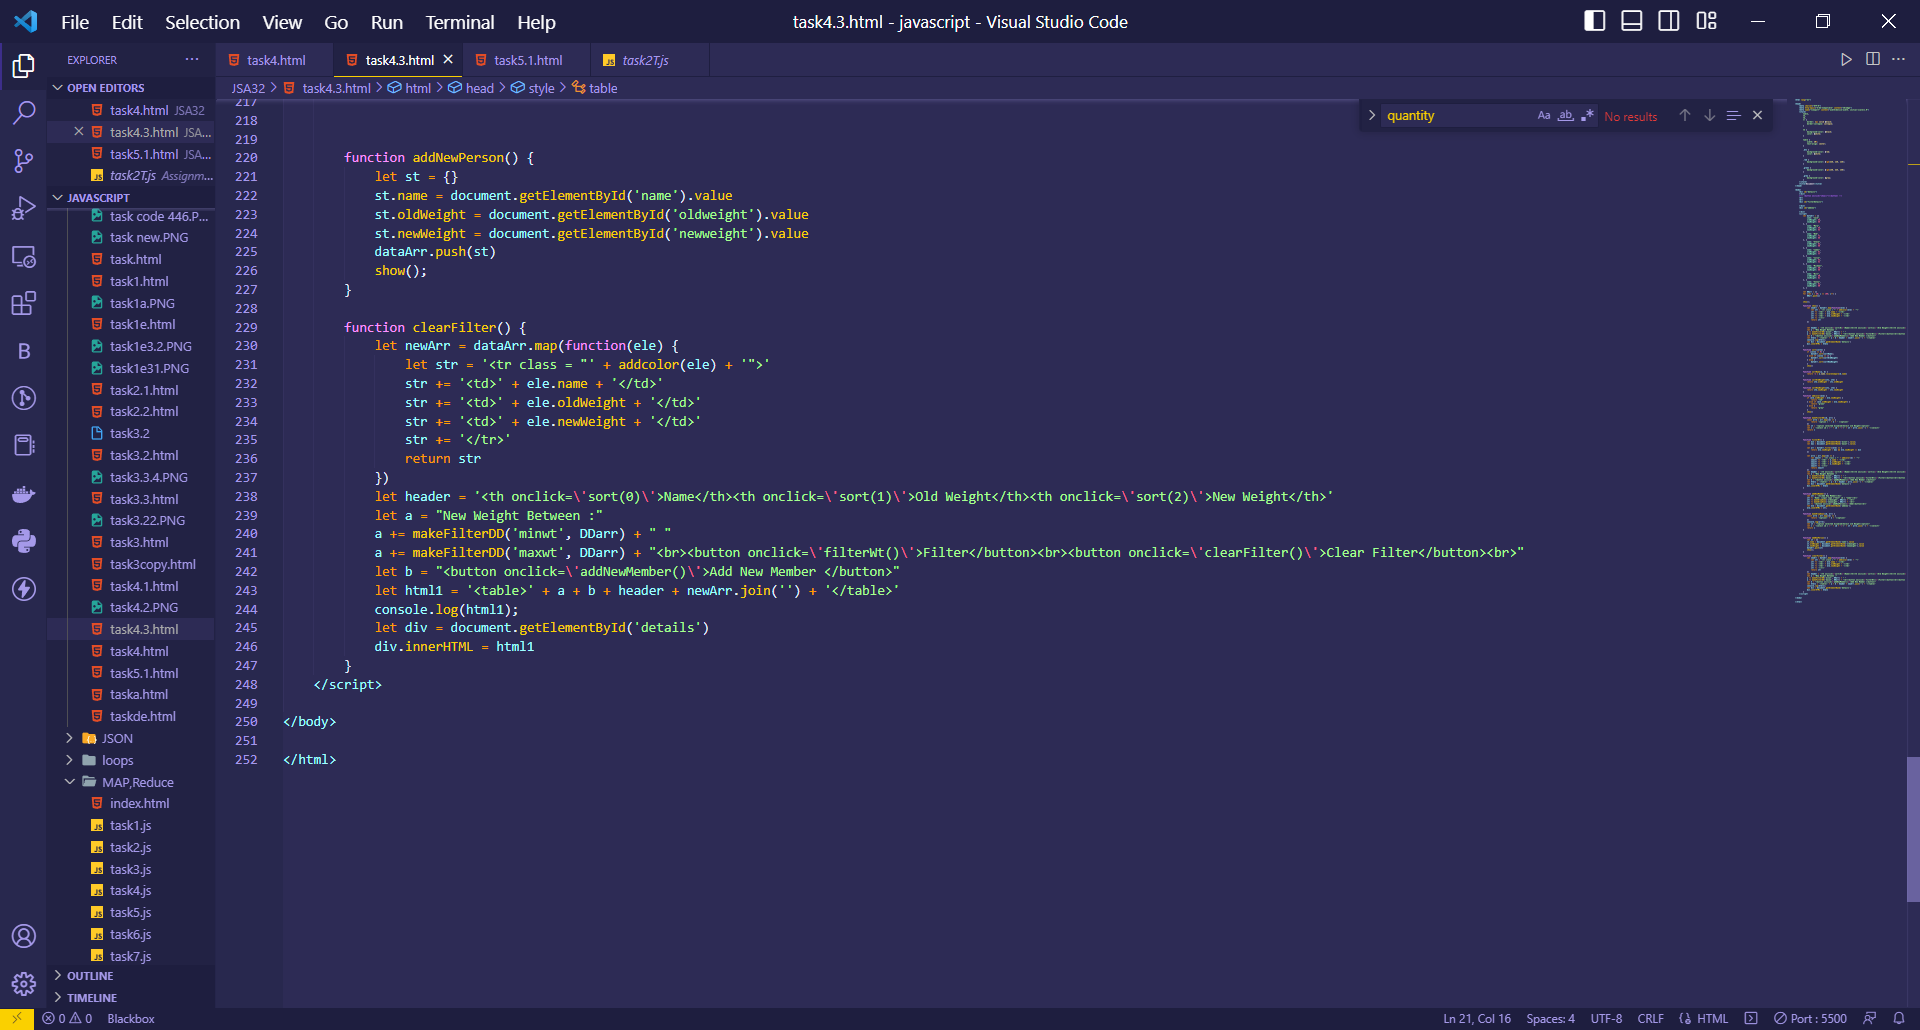 File Edit Selection View Go Run Terminal Help
task4.3.html - javascript - Visual Studio Code
EXPLORER
OPEN EDITORS
task4.html JSA32
task4.3.html JSA...
task5.1.html JSA...
task2T.js Assignm...
JAVASCRIPT
task code 446.P...
task new.PNG
task.html
task1.html
task1a.PNG
task1e.html
task1e3.2.PNG
task1e31.PNG
task2.1.html
task2.2.html
task3.2
task3.2.html
task3.3.4.PNG
task3.3.html
task3.22.PNG
task3.html
task3copy.html
task4.1.html
task4.2.PNG
task4.3.html
task4.html
task5.1.html
taska.html
taskde.html
JSON
loops
MAP,Reduce
index.html
task1.js
task2.js
task3.js
task4.js
task5.js
task6.js
task7.js
OUTLINE
TIMELINE
task4.html task4.3.html task5.1.html task2T.js
JSA32 > task4.3.html > html > head > style > table
quantity Aa ab .* No results
217
218
219
220 function addNewPerson() {
221 let st = {}
222 st.name = document.getElementById('name').value
223 st.oldWeight = document.getElementById('oldweight').value
224 st.newWeight = document.getElementById('newweight').value
225 dataArr.push(st)
226 show();
227 }
228
229 function clearFilter() {
230 let newArr = dataArr.map(function(ele) {
231 let str = '<tr class = "' + addcolor(ele) + '">'
232 str += '<td>' + ele.name + '</td>'
233 str += '<td>' + ele.oldWeight + '</td>'
234 str += '<td>' + ele.newWeight + '</td>'
235 str += '</tr>'
236 return str
237 })
238 let header = '<th onclick=\'sort(0)\'>Name</th><th onclick=\'sort(1)\'>Old Weight</th><th onclick=\'sort(2)\'>New Weight</th>'
239 let a = "New Weight Between :"
240 a += makeFilterDD('minwt', DDarr) + " "
241 a += makeFilterDD('maxwt', DDarr) + "<br><button onclick=\'filterWt()\'>Filter</button><br><button onclick=\'clearFilter()\'>Clear Filter</button><br>"
242 let b = "<button onclick=\'addNewMember()\'>Add New Member </button>"
243 let html1 = '<table>' + a + b + header + newArr.join('') + '</table>'
244 console.log(html1);
245 let div = document.getElementById('details')
246 div.innerHTML = html1
247 }
248 </script>
249
250 </body>
251
252 </html>
0 0 Blackbox
Ln 21, Col 16 Spaces: 4 UTF-8 CRLF {} HTML Port : 5500